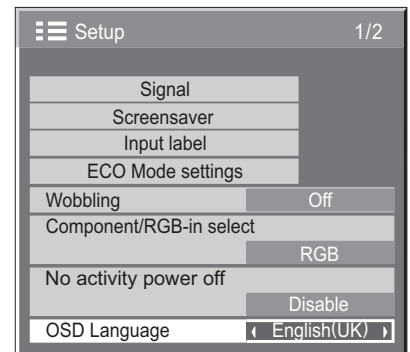 Setup 1/2
Signal
Screensaver
Input label
ECO Mode settings
Wobbling Off
Component/RGB-in select
RGB
No activity power off
Disable
OSD Language English(UK)